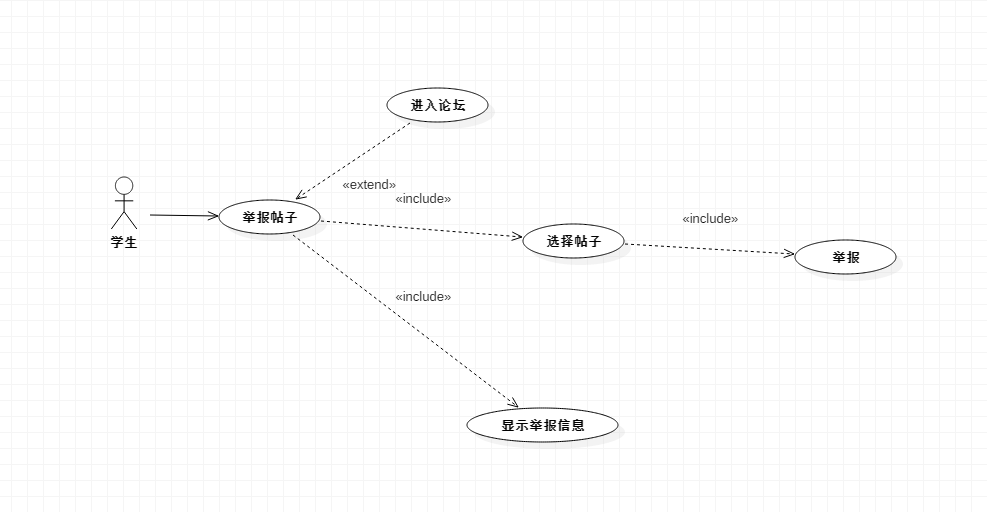 进入论坛
«extend»
«include»
举报帖子
«include»
学生
选择帖子
举报
«include»
显示举报信息